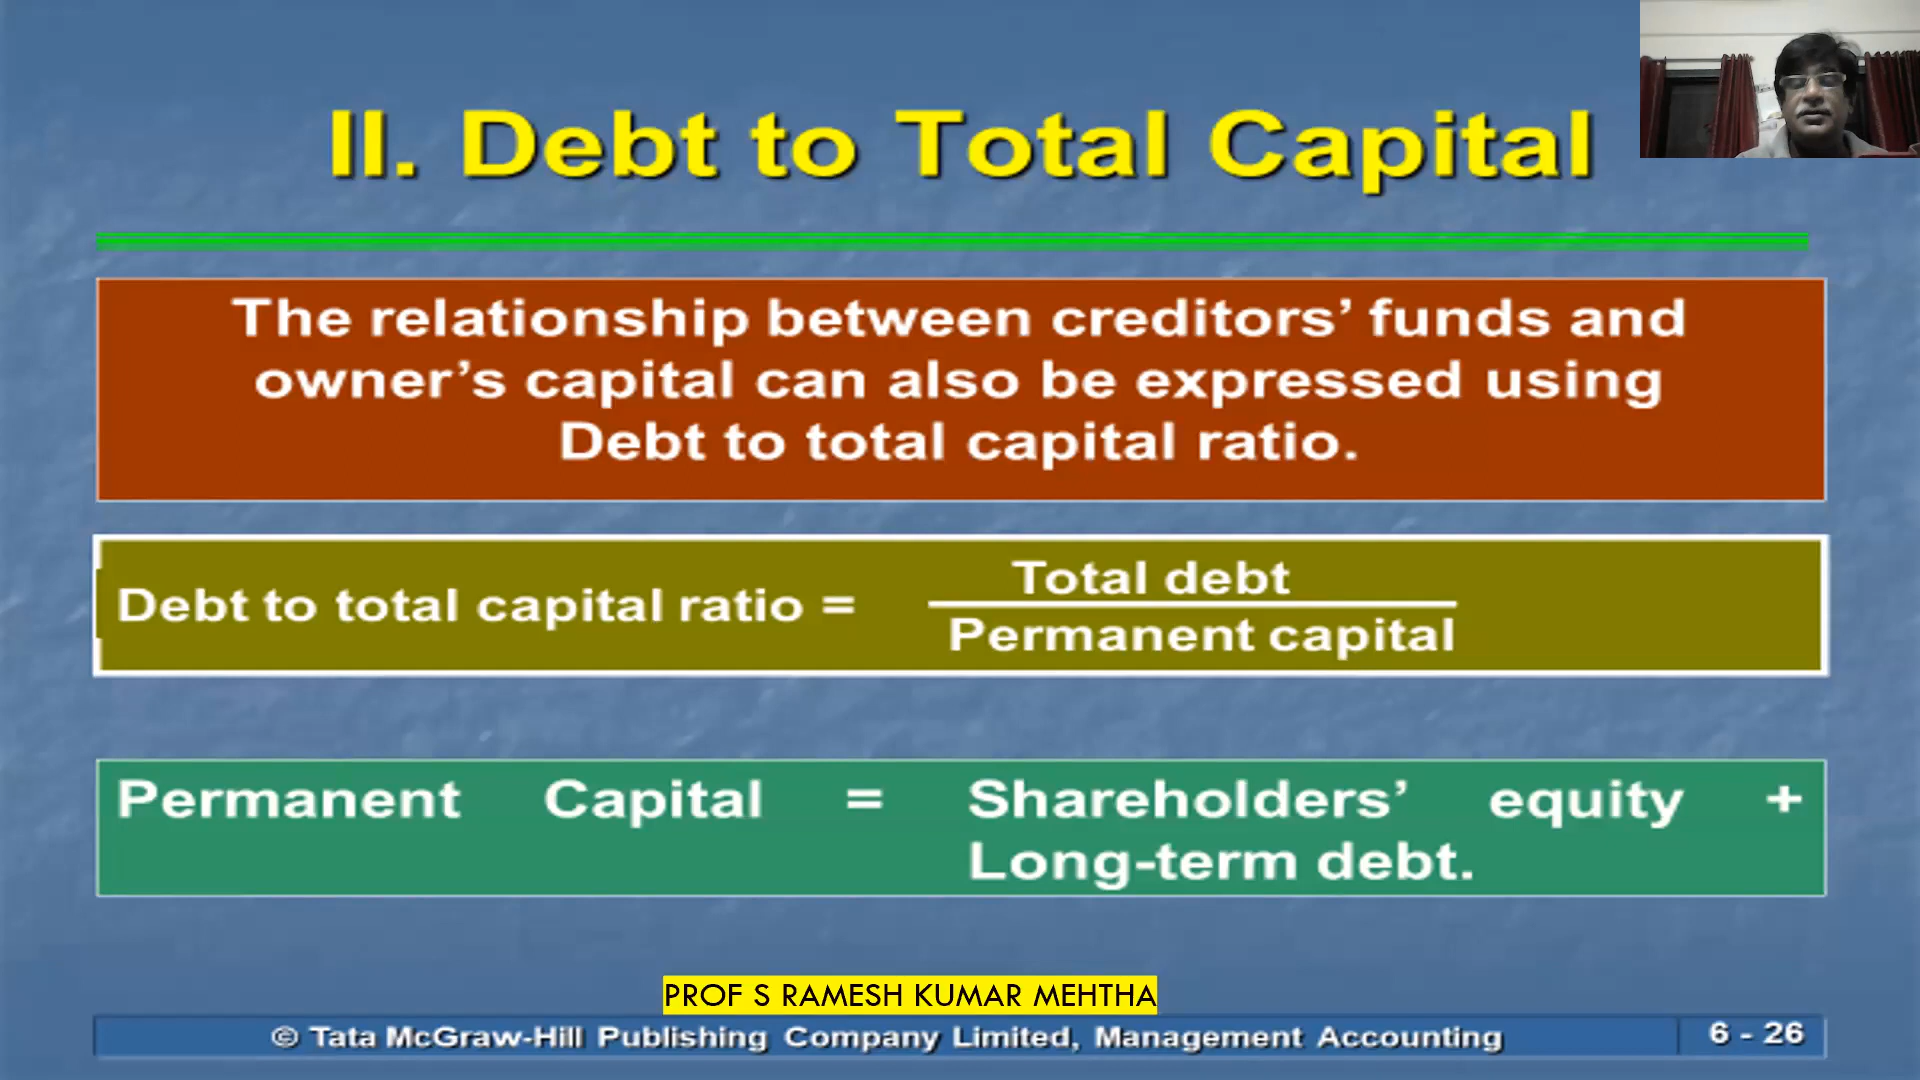 II. Debt to Total Capital
The relationship between creditors’ funds and
owner’s capital can also be expressed using
Debt to total capital ratio.
Debt to total capital ratio = Total debt
Permanent capital
Permanent Capital = Shareholders’ equity +
Long-term debt.
PROF S RAMESH KUMAR MEHTHA
© Tata McGraw-Hill Publishing Company Limited, Management Accounting 6 - 26